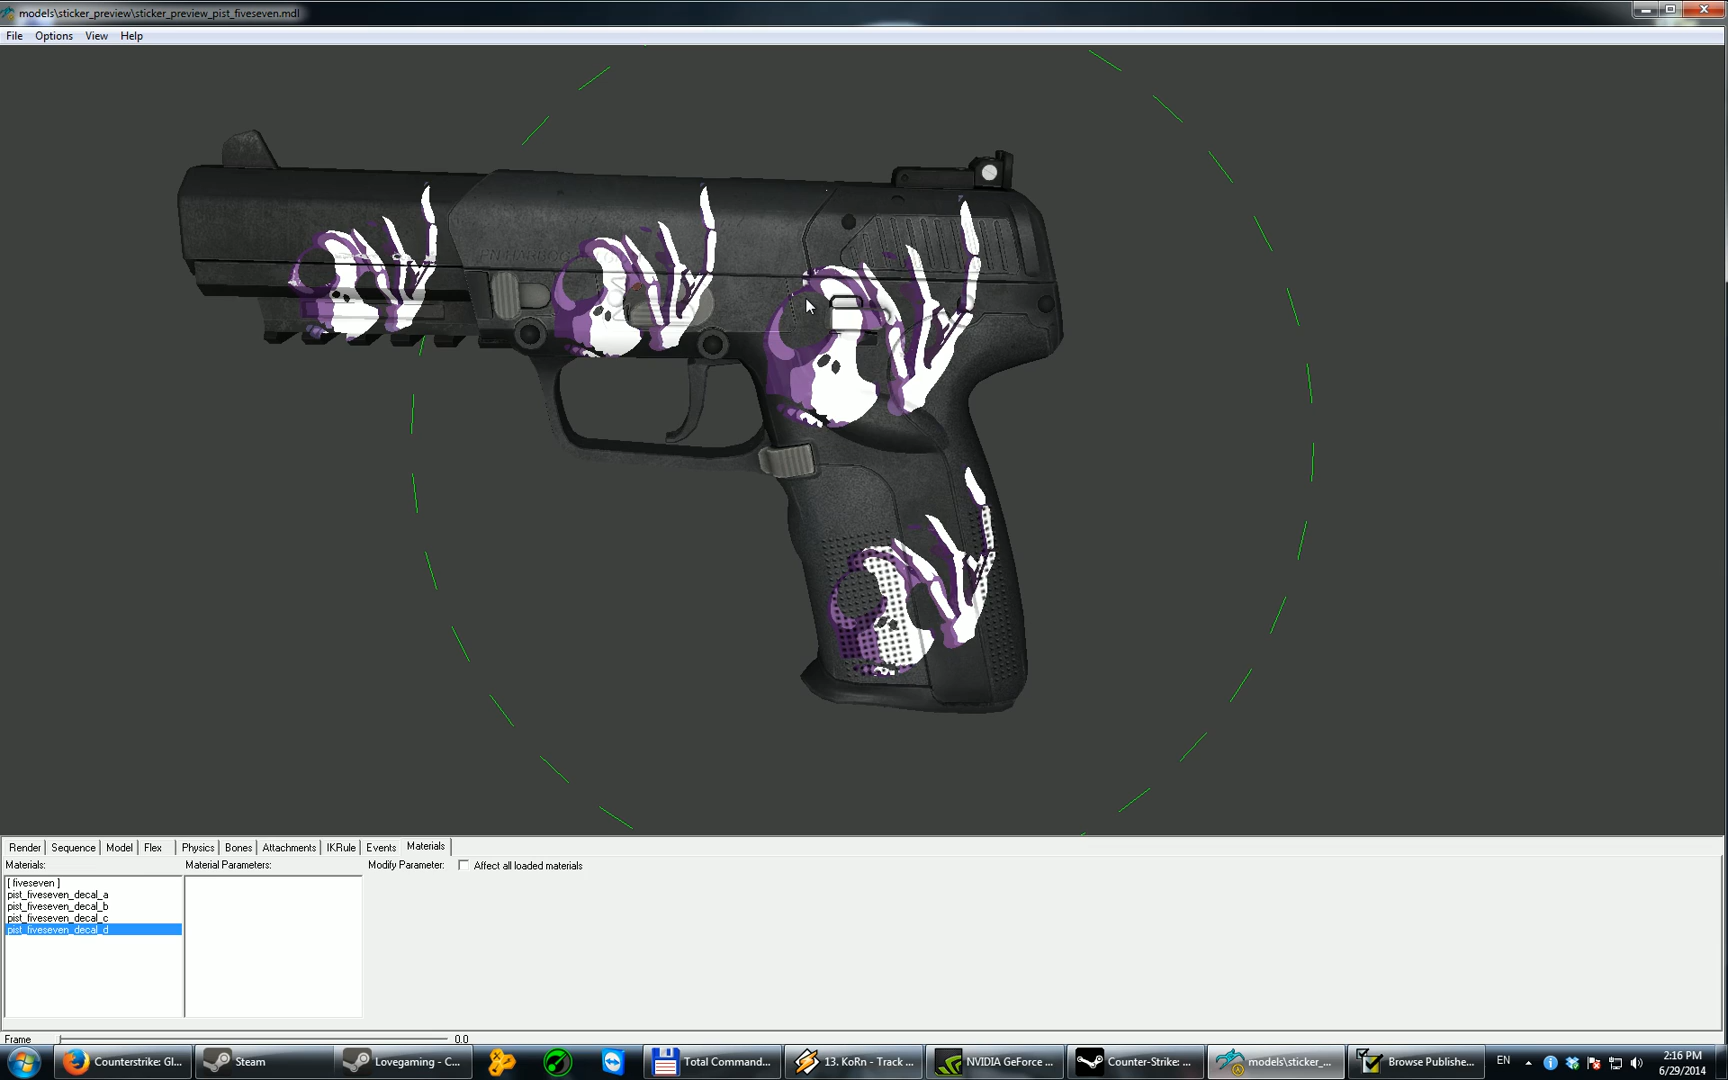 models\sticker_preview\sticker_preview_pist_fiveseven.mdl
File Options View Help
Render Sequence Model Flex Physics Bones Attachments IKRule Events Materials
Materials: Material Parameters: Modify Parameter: Affect all loaded materials
[ fiveseven ]
pist_fiveseven_decal_a
pist_fiveseven_decal_b
pist_fiveseven_decal_c
pist_fiveseven_decal_d
Frame 0.0
Counterstrike: Gl... Steam Lovegaming - C... Total Command... 13. KoRn - Track ... NVIDIA GeForce ... Counter-Strike: ... models\sticker_... Browse Publishe... EN 2:16 PM
6/29/2014